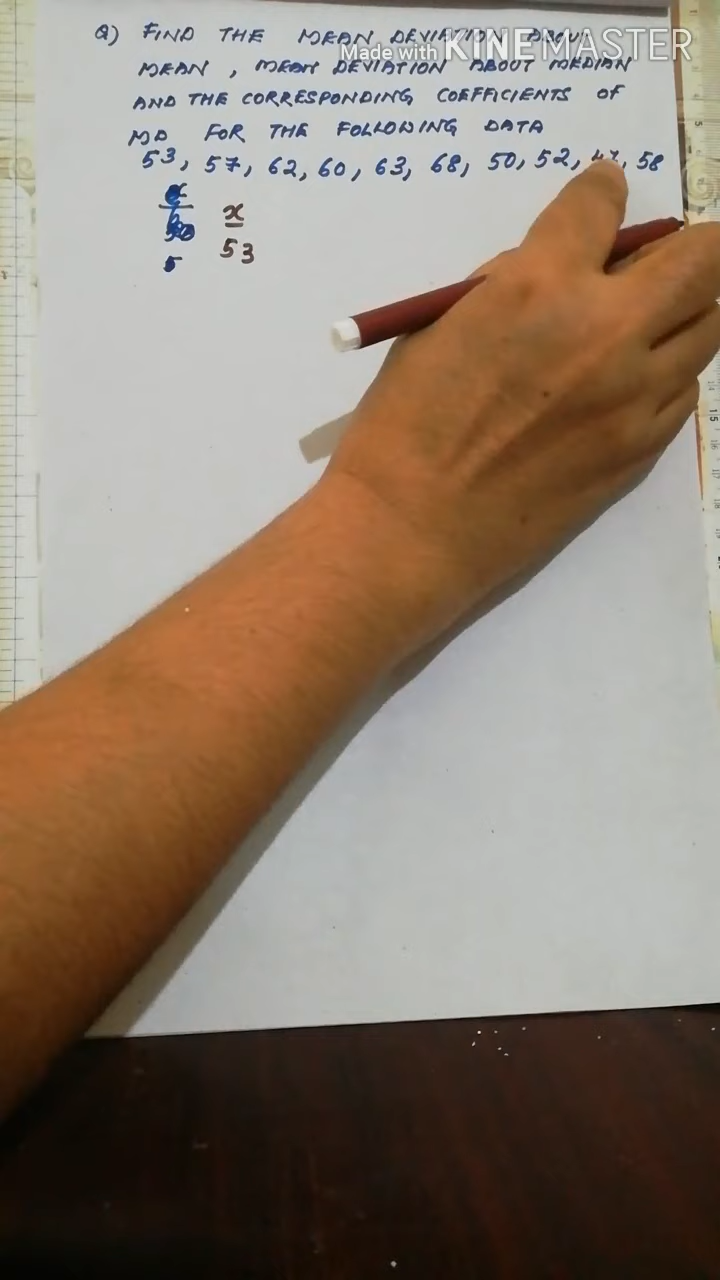 Q) FIND THE MEAN DEVIATION ABOUT
Made with KINEMASTER
MEAN, MEAN DEVIATION ABOUT MEDIAN
AND THE CORRESPONDING COEFFICIENTS OF
MD FOR THE FOLLOWING DATA
53, 57, 62, 60, 63, 68, 50, 52, 58
x
53
5